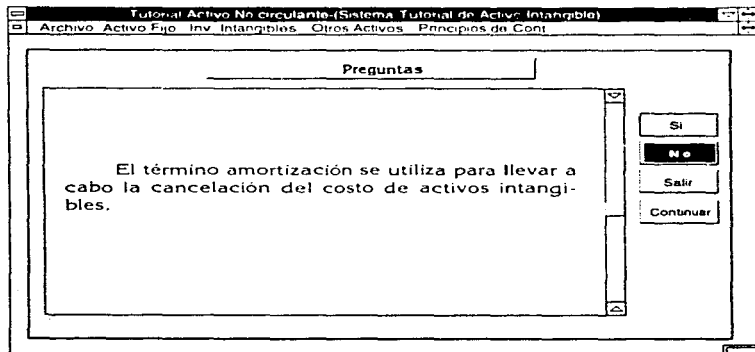 Tutorial Activo No circulante-(Sistema Tutorial de Activo Intangible)
Archivo Activo Fijo Inv. Intangibles Otros Activos Principios de Cont
Preguntas
El término amortización se utiliza para llevar a
cabo la cancelación del costo de activos intangi-
bles.
Si
No
Salir
Continuar